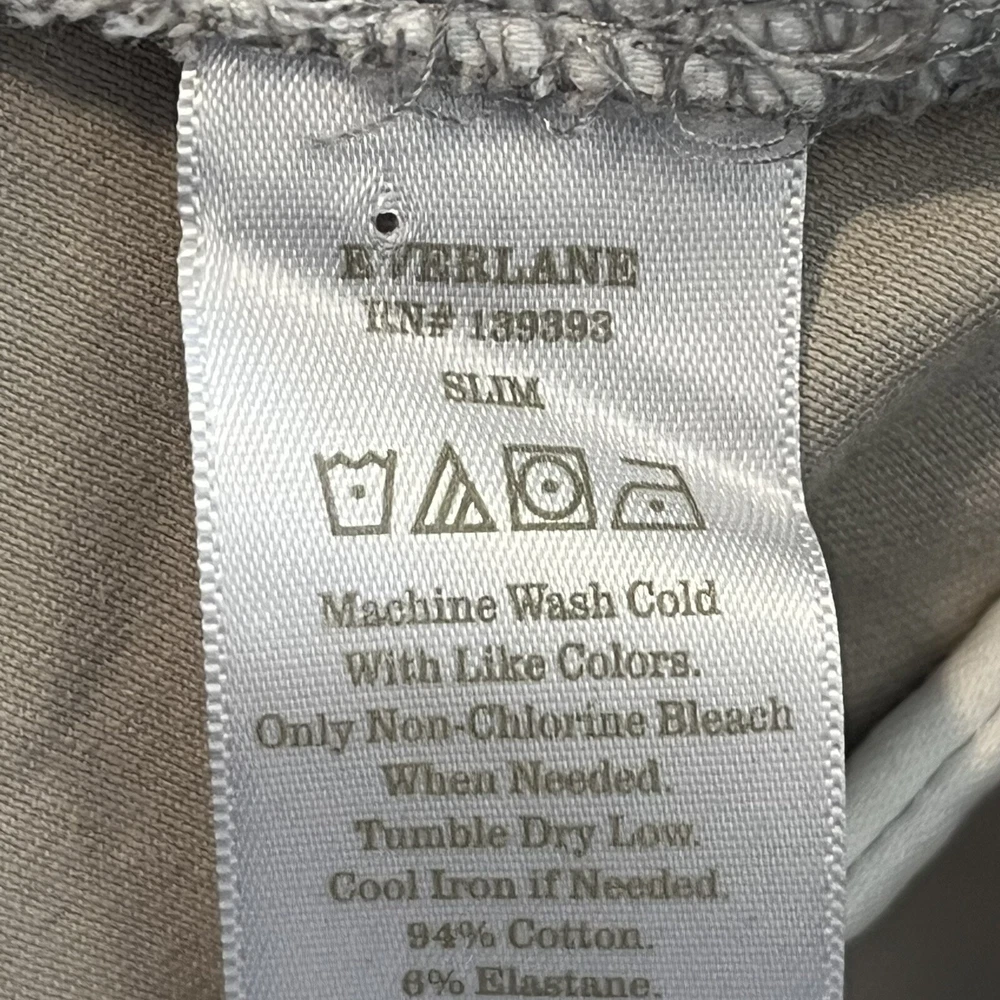 EVERLANE
RN# 139393
SLIM
Machine Wash Cold
With Like Colors.
Only Non-Chlorine Bleach
When Needed.
Tumble Dry Low.
Cool Iron if Needed.
94% Cotton.
6% Elastane.